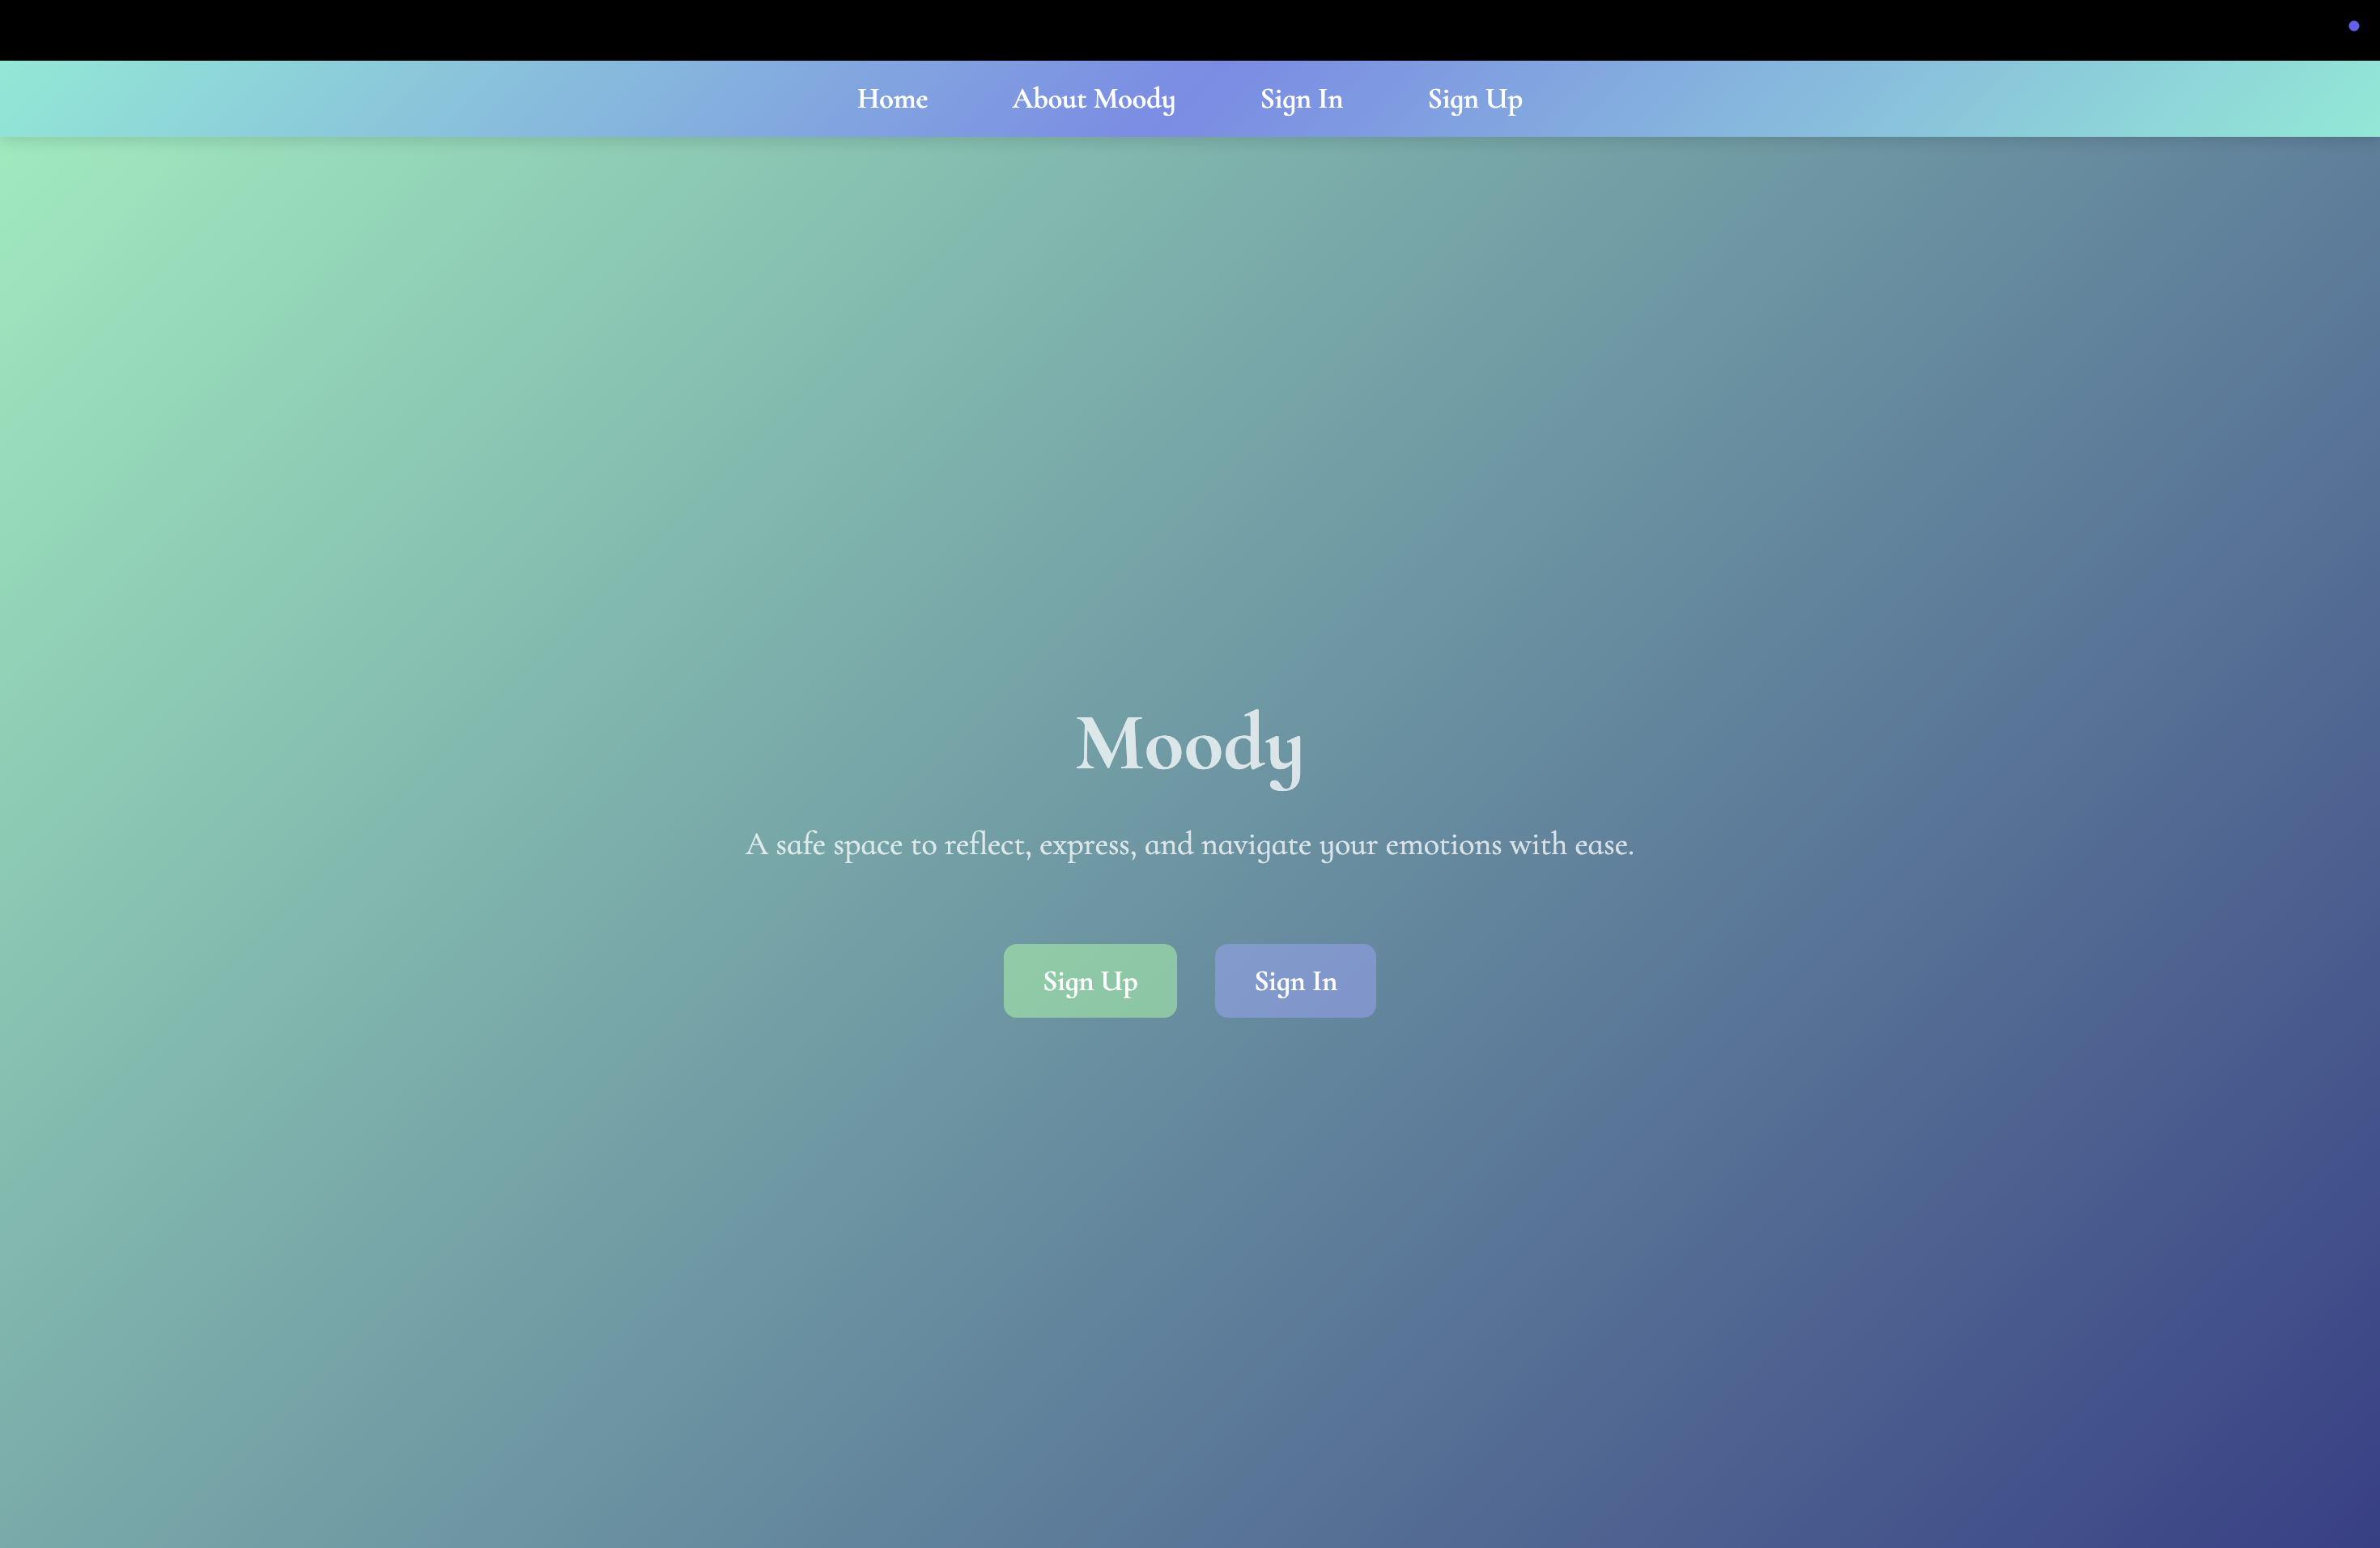 Home About Moody Sign In Sign Up
Moody
A safe space to reflect, express, and navigate your emotions with ease.
Sign Up Sign In